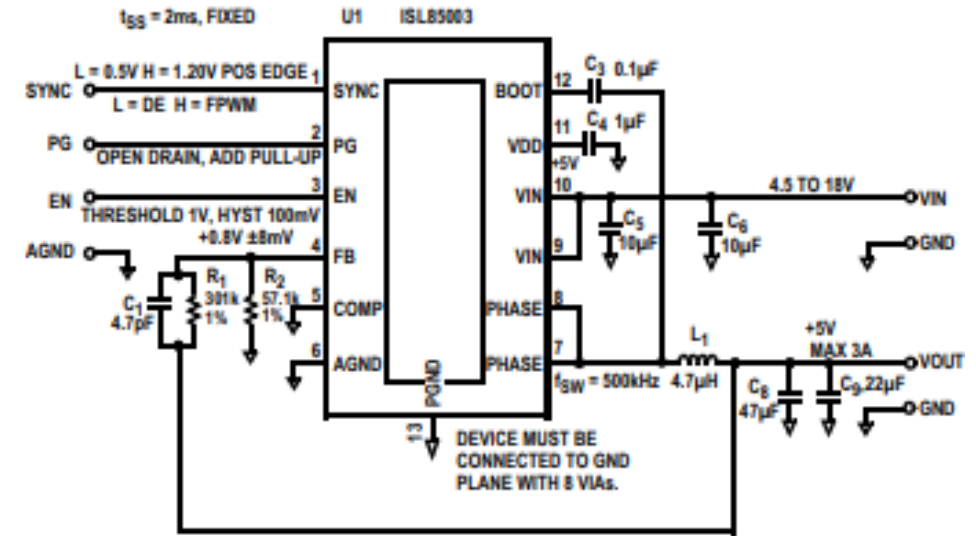 tSS = 2ms, FIXED
U1 ISL85003
L = 0.5V H = 1.20V POS EDGE
SYNC
L = DE H = FPWM
1
SYNC
PG
OPEN DRAIN, ADD PULL-UP
2
PG
EN
THRESHOLD 1V, HYST 100mV
3
EN
AGND
+0.8V ±8mV
4
FB
C1
4.7pF
R1
301k
1%
R2
57.1k
1%
5
COMP
6
AGND
PGND
13
DEVICE MUST BE
CONNECTED TO GND
PLANE WITH 8 VIAs.
BOOT
12
C3 0.1µF
VDD
11
+5V
C4 1µF
VIN
10
4.5 TO 18V
VIN
C5
10µF
C6
10µF
GND
VIN
9
PHASE
8
PHASE
7
fSW = 500kHz
L1
4.7µH
+5V
MAX 3A
VOUT
C8
47µF
C9 22µF
GND